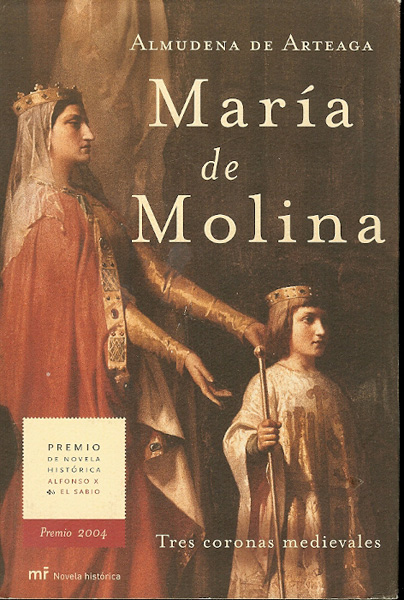 ALMUDENA DE ARTEAGA
María
de
Molina
PREMIO
DE NOVELA
HISTÓRICA
ALFONSO X
EL SABIO
Premio 2004
Tres coronas medievales
mr Novela histórica